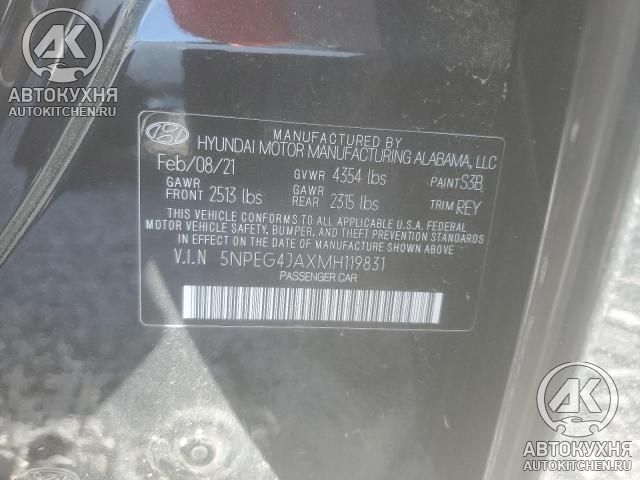 АК
АВТОКУХНЯ
AUTOKITCHEN.RU
MANUFACTURED BY
HYUNDAI MOTOR MANUFACTURING ALABAMA, LLC
Feb/08/21 GVWR 4354 lbs PAINT S3B
GAWR FRONT 2513 lbs GAWR REAR 2315 lbs TRIM REY
THIS VEHICLE CONFORMS TO ALL APPLICABLE U.S.A. FEDERAL
MOTOR VEHICLE SAFETY, BUMPER, AND THEFT PREVENTION STANDARDS
IN EFFECT ON THE DATE OF MANUFACTURE SHOWN ABOVE.
V.I.N 5NPEG4JAXMH119831
PASSENGER CAR
АК
АВТОКУХНЯ
AUTOKITCHEN.RU